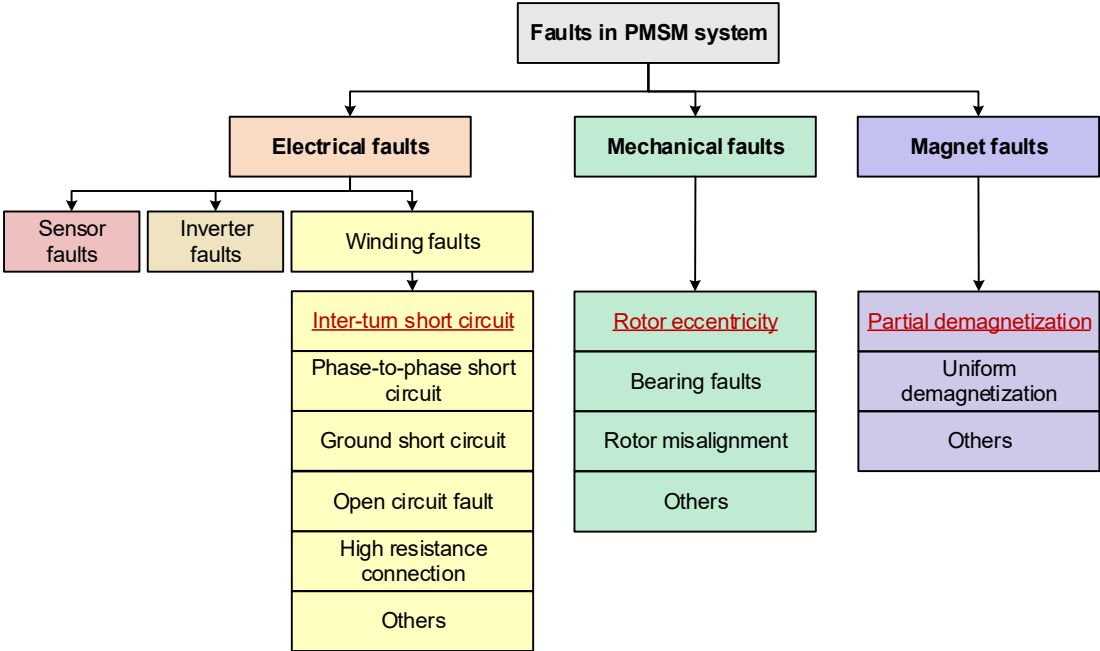 Faults in PMSM system
Electrical faults
Mechanical faults
Magnet faults
Sensor
faults
Inverter
faults
Winding faults
Inter-turn short circuit
Phase-to-phase short
circuit
Ground short circuit
Open circuit fault
High resistance
connection
Others
Rotor eccentricity
Bearing faults
Rotor misalignment
Others
Partial demagnetization
Uniform
demagnetization
Others